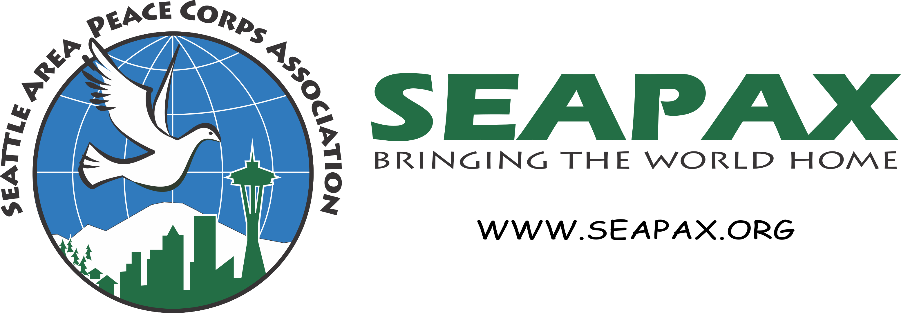 SEATTLE AREA PEACE CORPS ASSOCIATION
SEAPAX
BRINGING THE WORLD HOME
WWW.SEAPAX.ORG